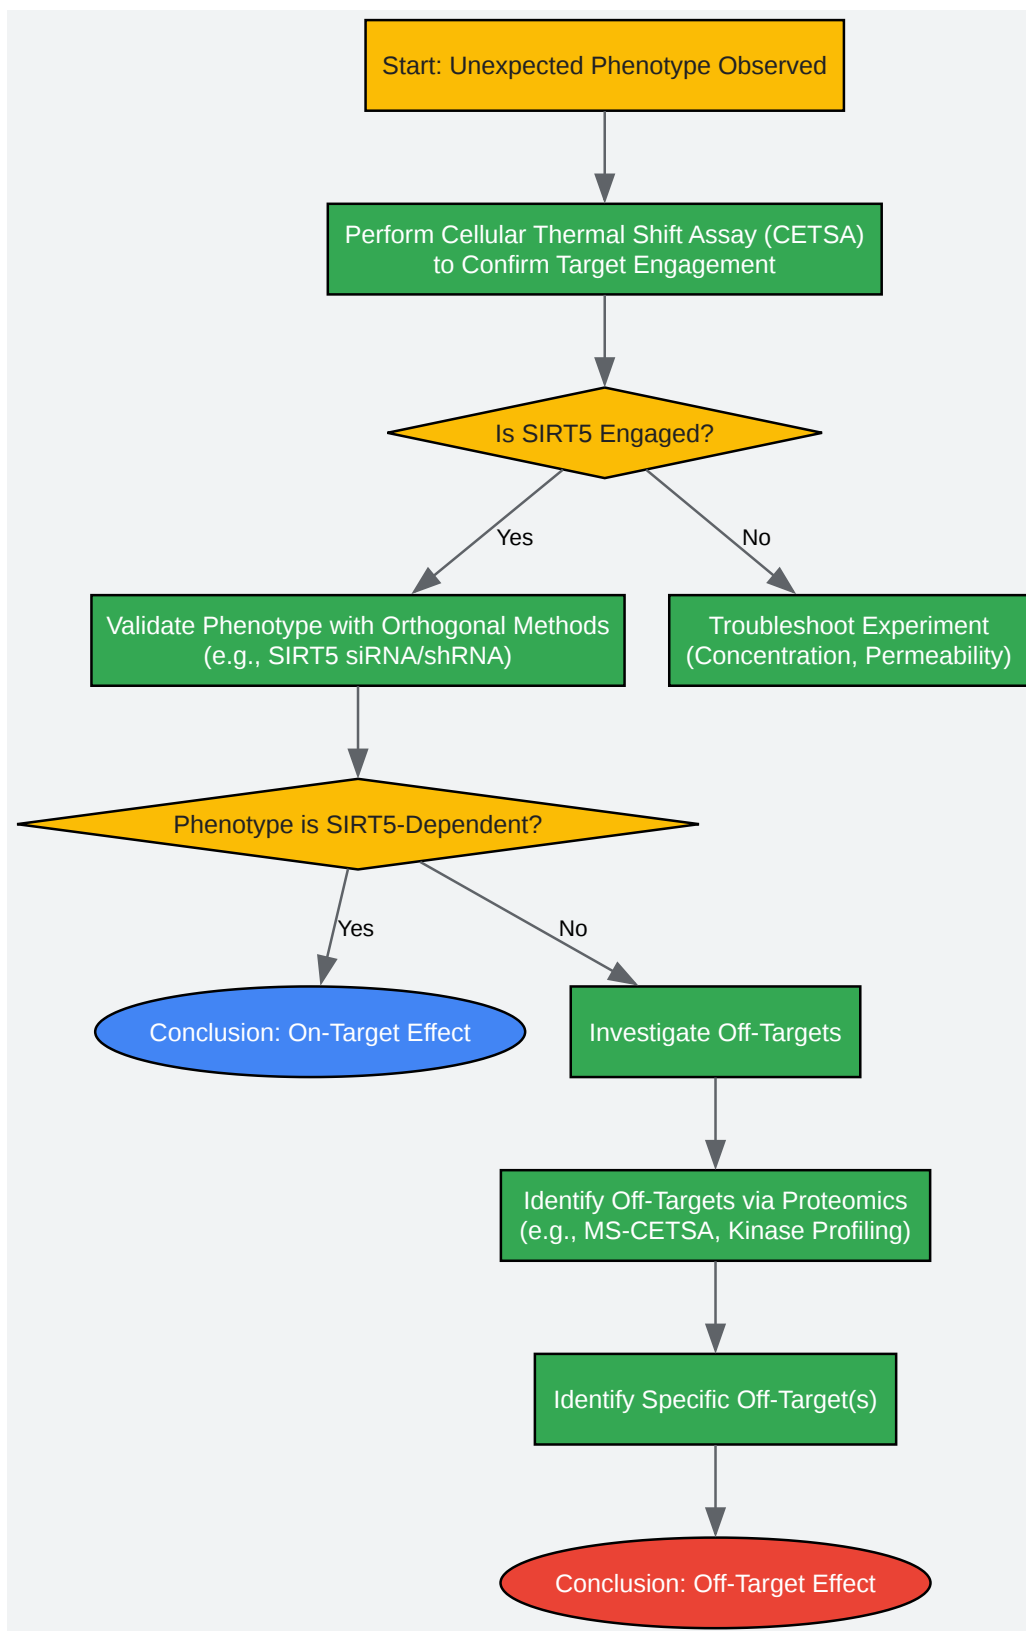 Start: Unexpected Phenotype Observed
Perform Cellular Thermal Shift Assay (CETSA)
to Confirm Target Engagement
Is SIRT5 Engaged?
Yes
No
Validate Phenotype with Orthogonal Methods
(e.g., SIRT5 siRNA/shRNA)
Troubleshoot Experiment
(Concentration, Permeability)
Phenotype is SIRT5-Dependent?
Yes
No
Conclusion: On-Target Effect
Investigate Off-Targets
Identify Off-Targets via Proteomics
(e.g., MS-CETSA, Kinase Profiling)
Identify Specific Off-Target(s)
Conclusion: Off-Target Effect